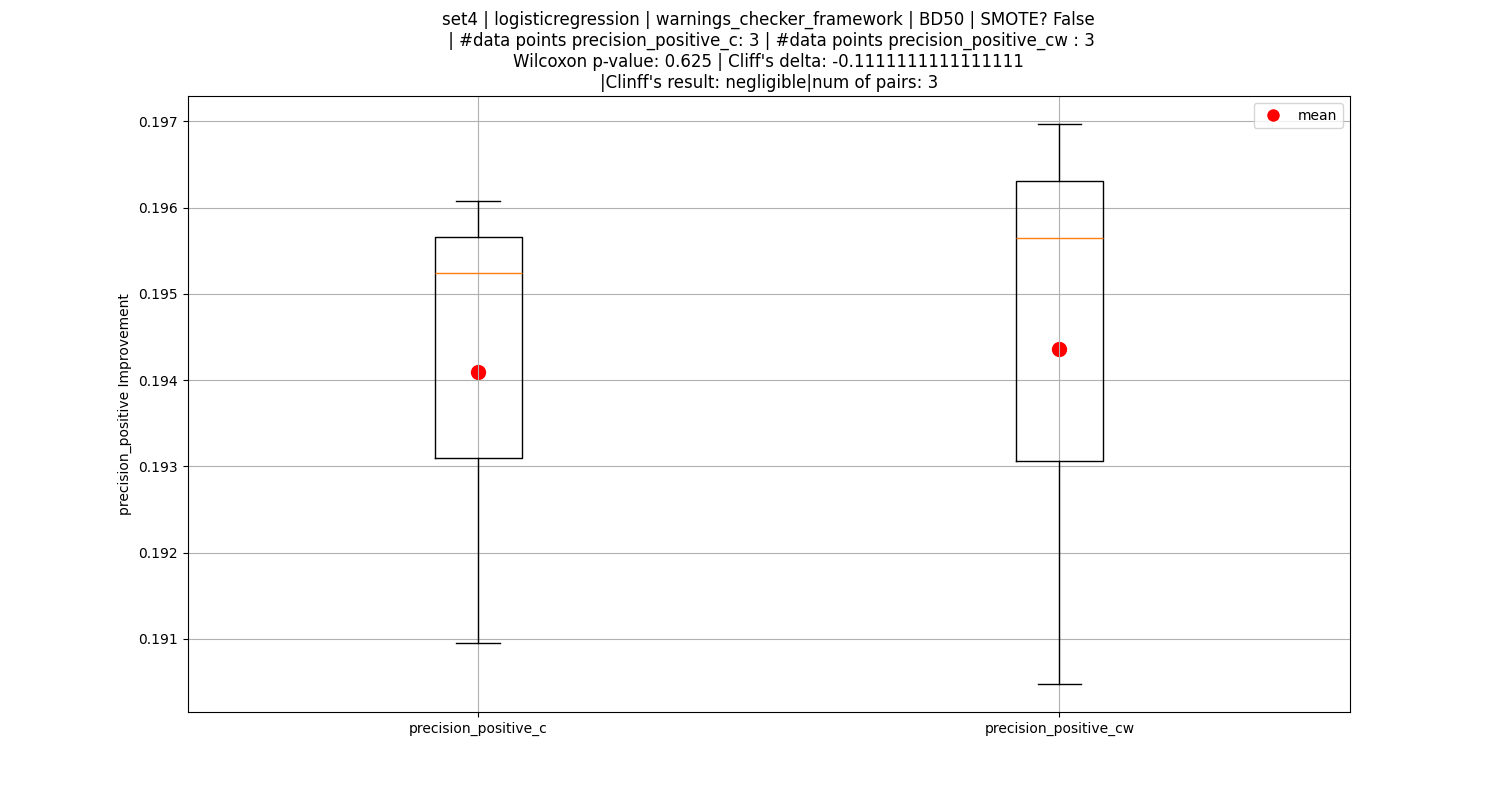 set4 | logisticregression | warnings_checker_framework | BD50 | SMOTE? False
| #data points precision_positive_c: 3 | #data points precision_positive_cw : 3
Wilcoxon p-value: 0.625 | Cliff's delta: -0.1111111111111111
|Clinff's result: negligible|num of pairs: 3
mean
0.197
0.196
0.195
0.194
0.193
0.192
0.191
precision_positive Improvement
precision_positive_c
precision_positive_cw